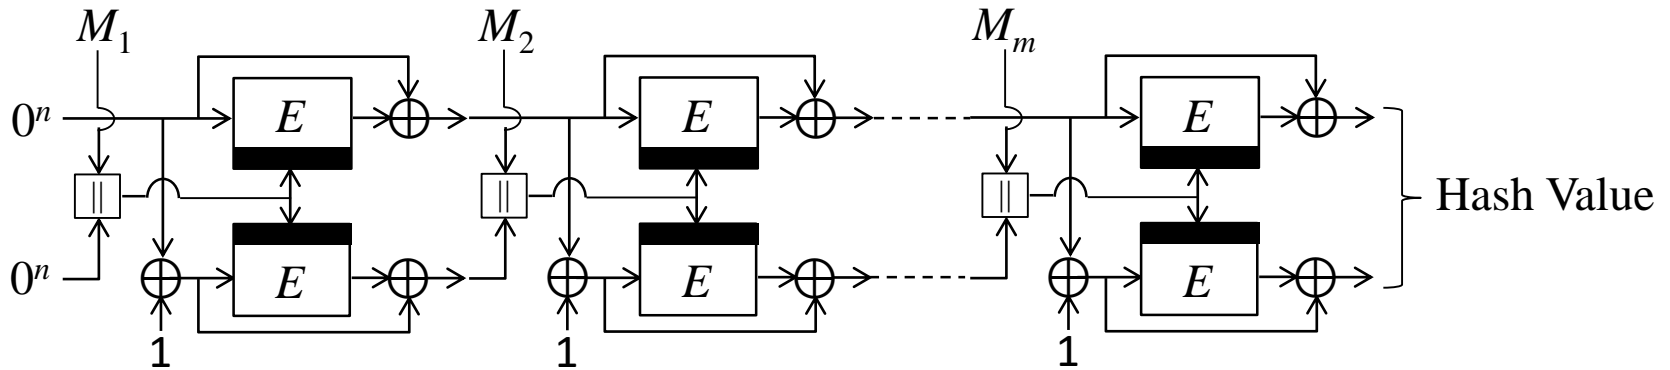 M₁ M₂ Mₘ
0ⁿ E ⊕ E ⊕ E ⊕
|| || || Hash Value
0ⁿ ⊕ E ⊕ ⊕ E ⊕ ⊕ E ⊕
1 1 1